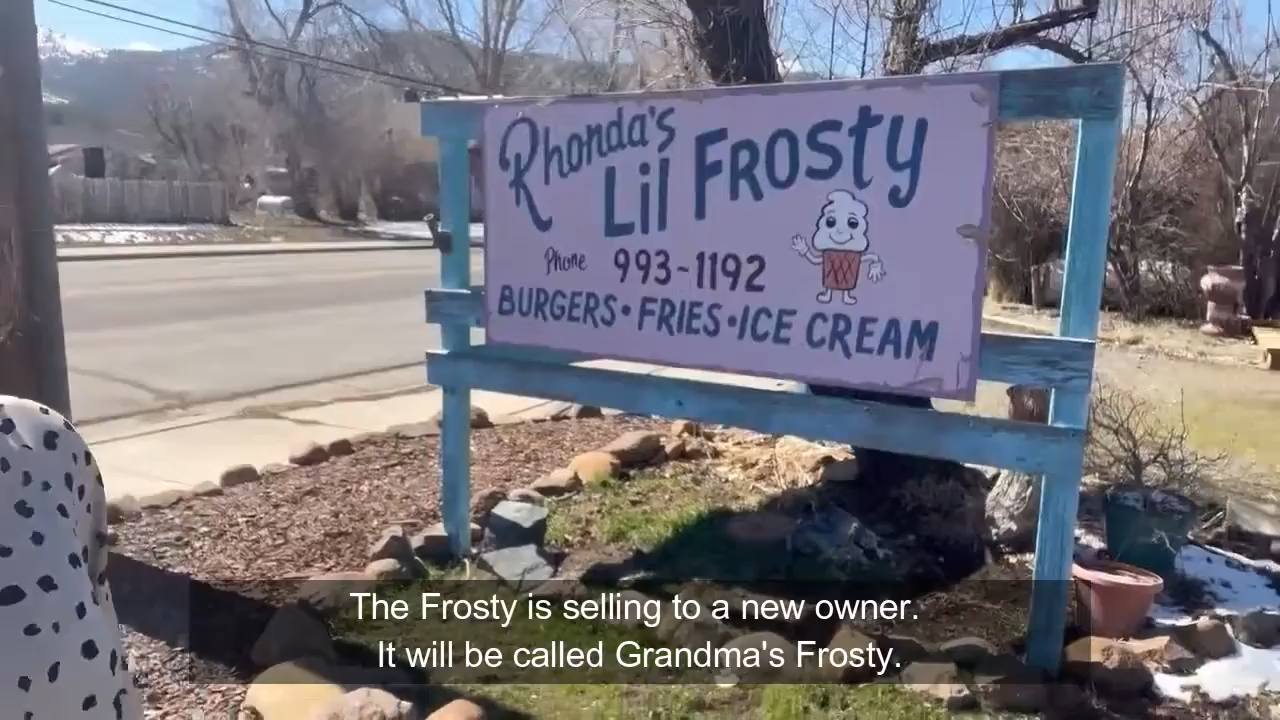 Rhonda's
Lil Frosty
Phone 993-1192
BURGERS • FRIES • ICE CREAM
The Frosty is selling to a new owner.
It will be called Grandma's Frosty.